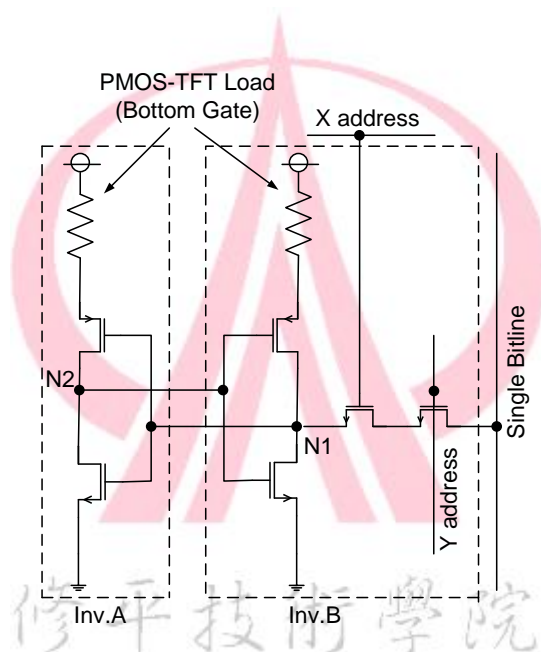 PMOS-TFT Load
(Bottom Gate)
X address
N2
N1
Single Bitline
Y address
Inv.A
Inv.B
修平技術學院